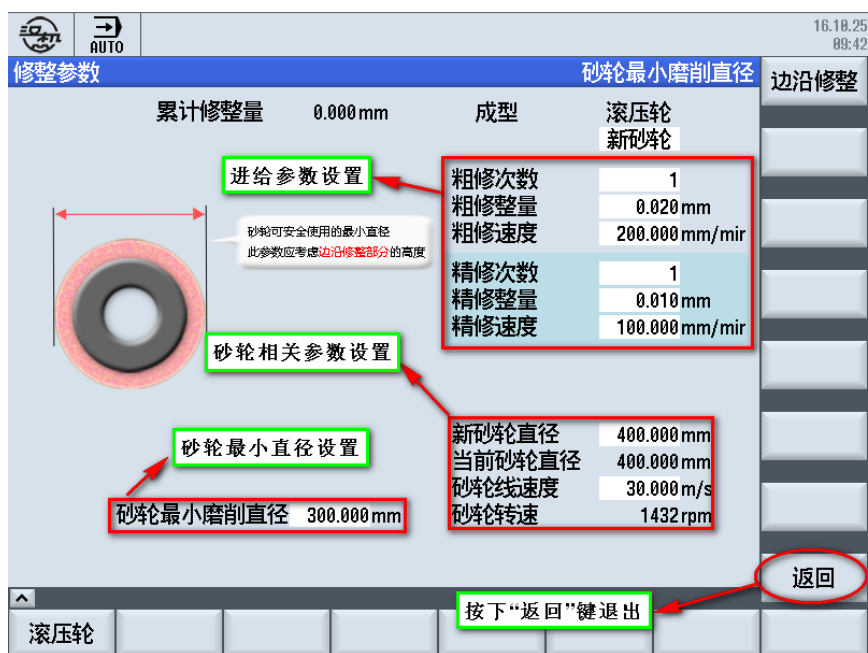 汉机
AUTO
16.10.25
09:42
修整参数
砂轮最小磨削直径
边沿修整
累计修整量 0.000mm
成型 滚压轮
新砂轮
进给参数设置
粗修次数 1
粗修整量 0.020mm
粗修速度 200.000mm/mir
砂轮可安全使用的最小直径
此参数应考虑边沿修整部分的高度
精修次数 1
精修整量 0.010mm
精修速度 100.000mm/mir
砂轮相关参数设置
砂轮最小直径设置
新砂轮直径 400.000mm
当前砂轮直径 400.000mm
砂轮线速度 30.000m/s
砂轮转速 1432rpm
砂轮最小磨削直径 300.000mm
返回
按下“返回”键退出
滚压轮